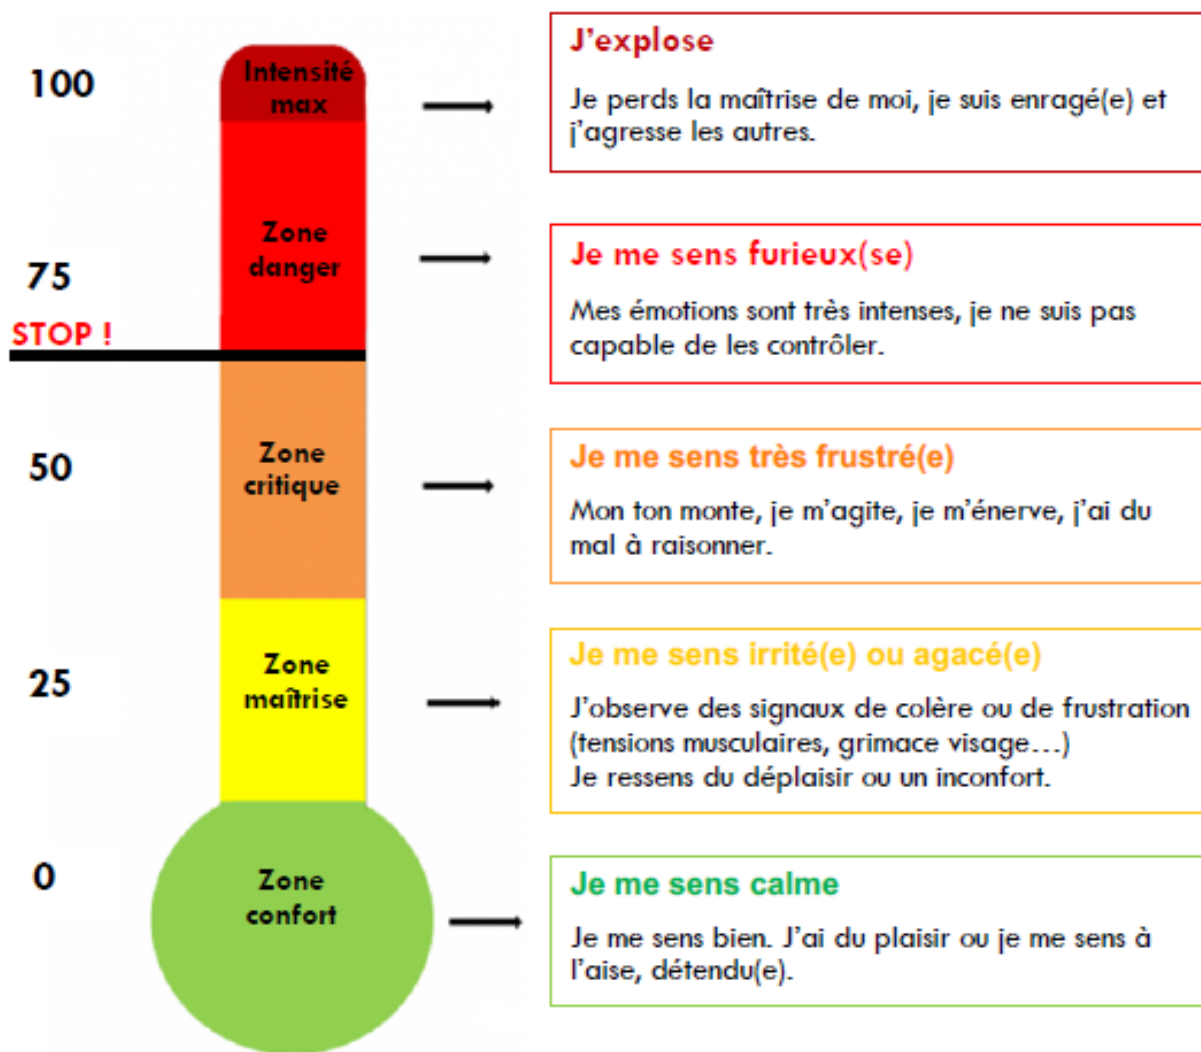 100
Intensité
max
J'explose
Je perds la maîtrise de moi, je suis enragé(e) et
j'agresse les autres.
Zone
danger
75
STOP !
Je me sens furieux(se)
Mes émotions sont très intenses, je ne suis pas
capable de les contrôler.
50
Zone
critique
Je me sens très frustré(e)
Mon ton monte, je m'agite, je m'énerve, j'ai du
mal à raisonner.
25
Zone
maîtrise
Je me sens irrité(e) ou agacé(e)
J'observe des signaux de colère ou de frustration
(tensions musculaires, grimace visage...)
Je ressens du déplaisir ou un inconfort.
0
Zone
confort
Je me sens calme
Je me sens bien. J'ai du plaisir ou je me sens à
l'aise, détendu(e).